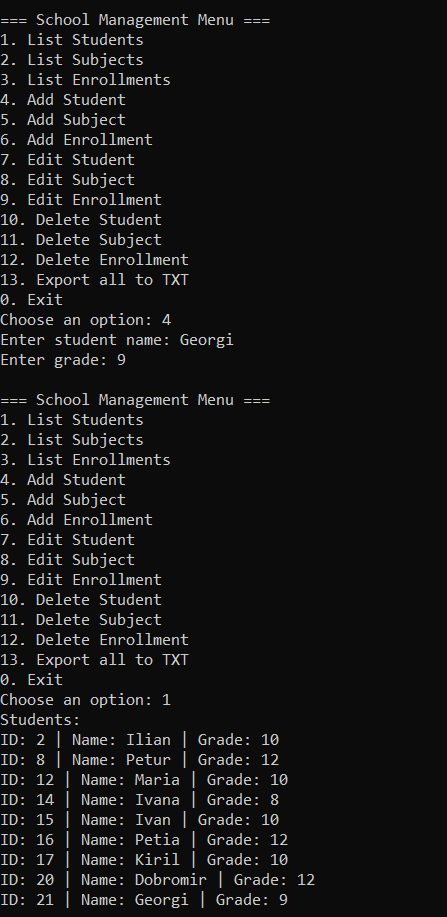 === School Management Menu ===
1. List Students
2. List Subjects
3. List Enrollments
4. Add Student
5. Add Subject
6. Add Enrollment
7. Edit Student
8. Edit Subject
9. Edit Enrollment
10. Delete Student
11. Delete Subject
12. Delete Enrollment
13. Export all to TXT
0. Exit
Choose an option: 4
Enter student name: Georgi
Enter grade: 9

=== School Management Menu ===
1. List Students
2. List Subjects
3. List Enrollments
4. Add Student
5. Add Subject
6. Add Enrollment
7. Edit Student
8. Edit Subject
9. Edit Enrollment
10. Delete Student
11. Delete Subject
12. Delete Enrollment
13. Export all to TXT
0. Exit
Choose an option: 1
Students:
ID: 2 | Name: Ilian | Grade: 10
ID: 8 | Name: Petur | Grade: 12
ID: 12 | Name: Maria | Grade: 10
ID: 14 | Name: Ivana | Grade: 8
ID: 15 | Name: Ivan | Grade: 10
ID: 16 | Name: Petia | Grade: 12
ID: 17 | Name: Kiril | Grade: 10
ID: 20 | Name: Dobromir | Grade: 12
ID: 21 | Name: Georgi | Grade: 9